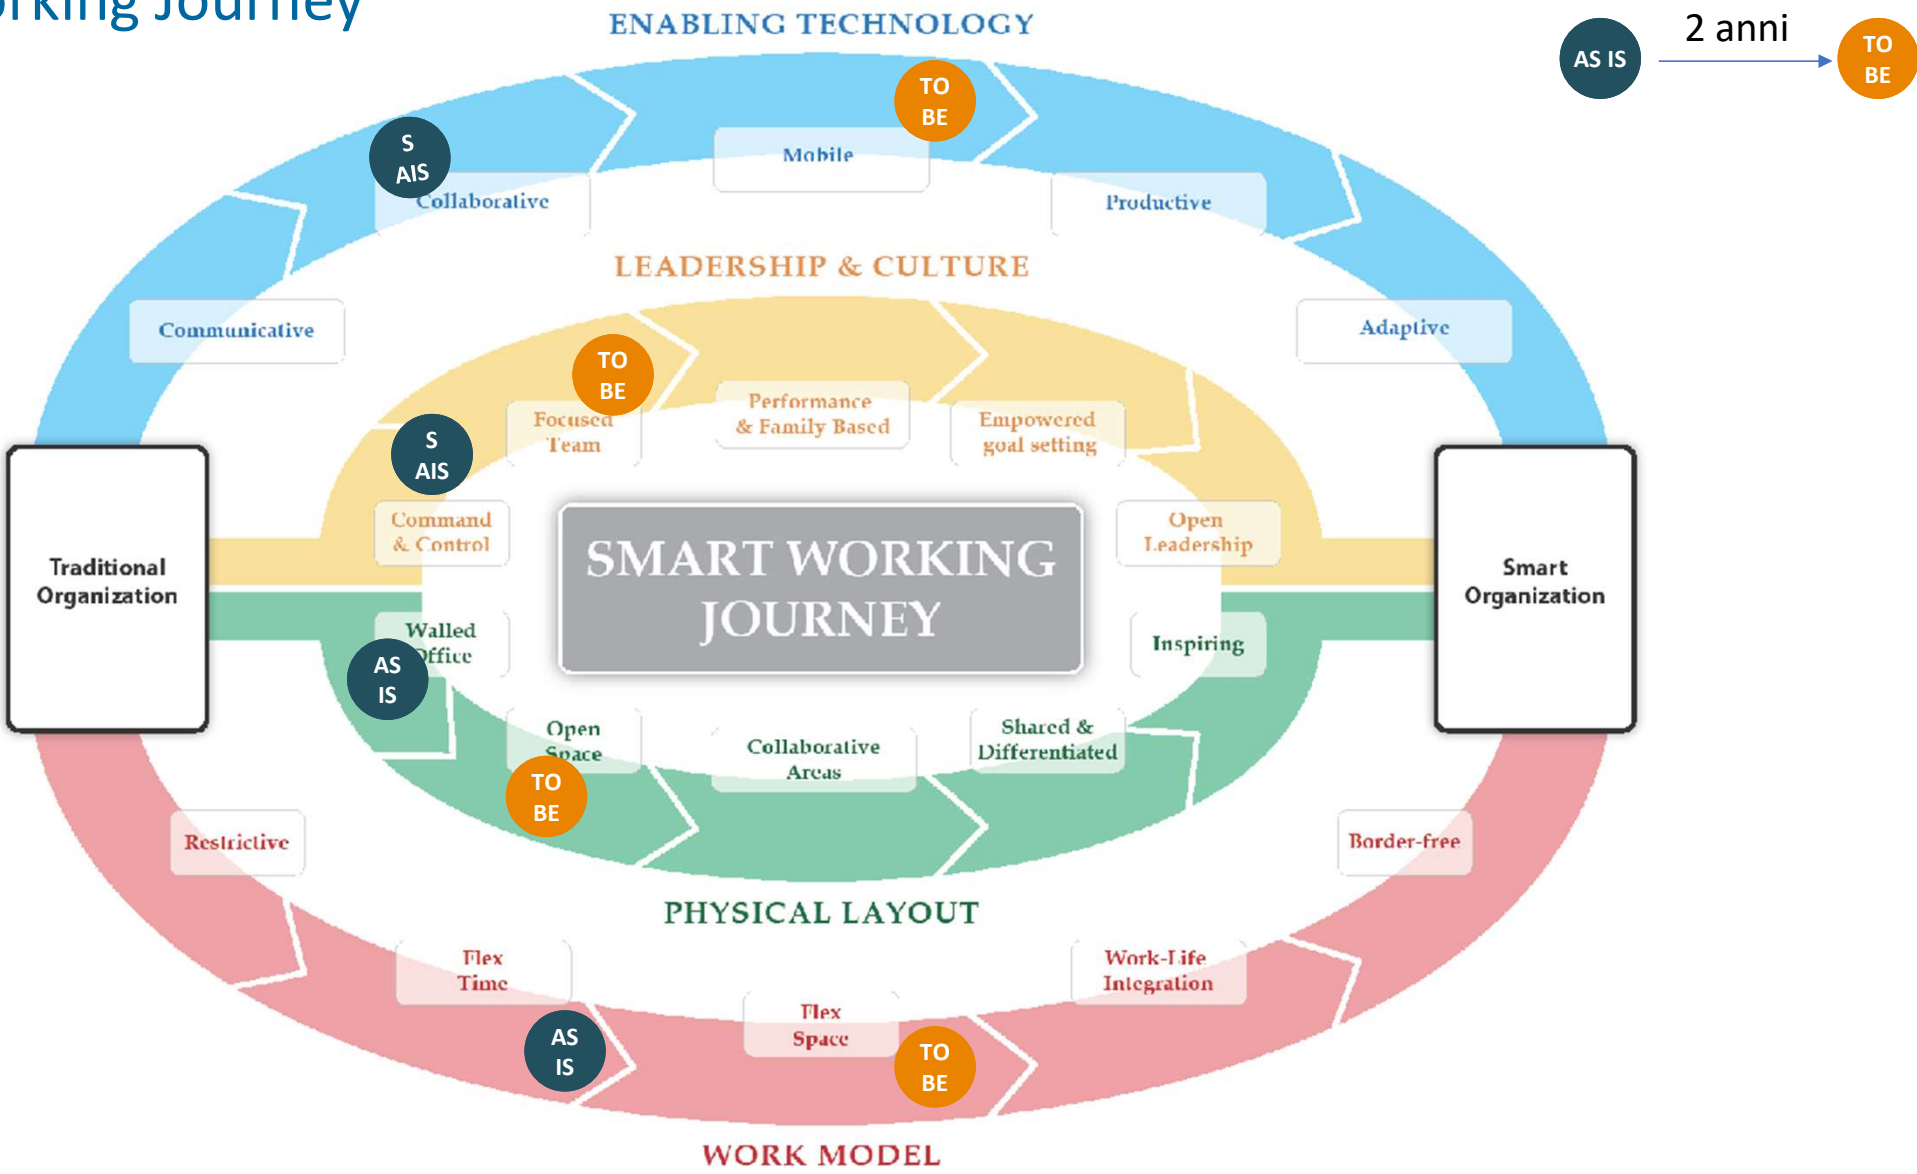 orking Journey
ENABLING TECHNOLOGY
2 anni
AS IS
TO
BE
TO
BE
S
AIS
Mobile
Collaborative
Productive
LEADERSHIP & CULTURE
Communicative
Adaptive
TO
BE
Performance
& Family Based
Focused
Team
Empowered
goal setting
S
AIS
Command
& Control
Open
Leadership
SMART WORKING
JOURNEY
Traditional
Organization
Smart
Organization
Walled
Office
Inspiring
AS
IS
Open
Space
Collaborative
Areas
Shared &
Differentiated
TO
BE
Restrictive
Border-free
PHYSICAL LAYOUT
Flex
Time
Work-Life
Integration
Flex
Space
AS
IS
TO
BE
WORK MODEL